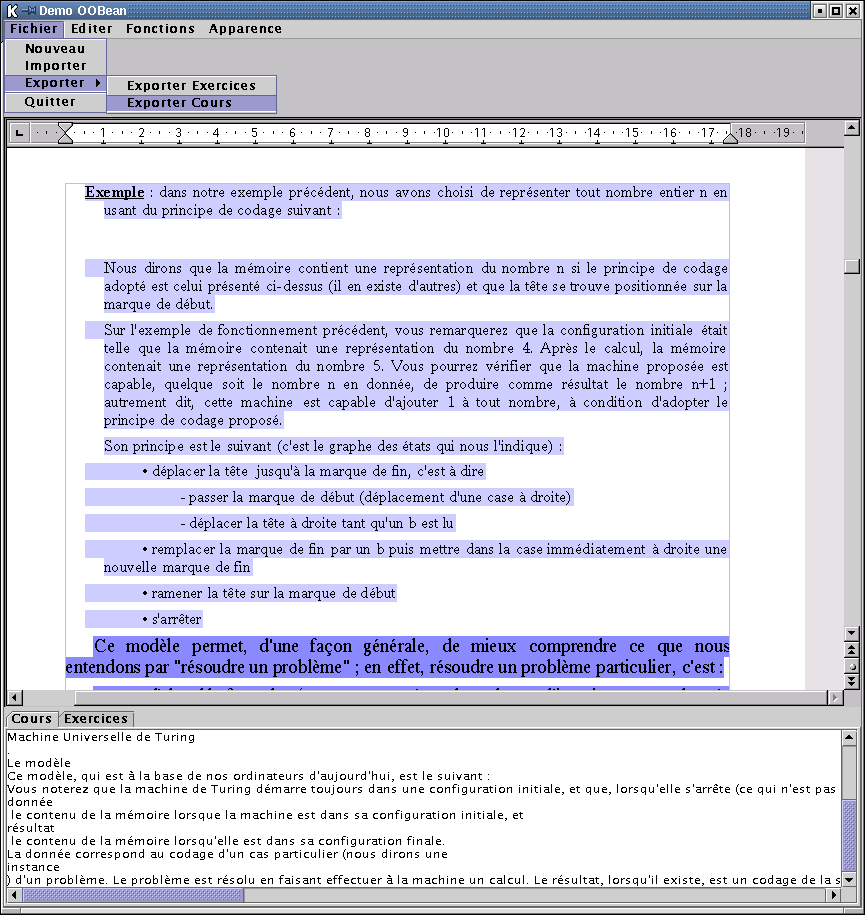 Demo OOBean
Fichier Editer Fonctions Apparence
Nouveau
Importer
Exporter
Exporter Exercices
Exporter Cours
Quitter
1 2 3 4 5 6 7 8 9 10 11 12 13 14 15 16 17 18 19
Exemple : dans notre exemple précédent, nous avons choisi de représenter tout nombre entier n en
usant du principe de codage suivant :
Nous dirons que la mémoire contient une représentation du nombre n si le principe de codage
adopté est celui présenté ci-dessus (il en existe d'autres) et que la tête se trouve positionnée sur la
marque de début.
Sur l'exemple de fonctionnement précédent, vous remarquerez que la configuration initiale était
telle que la mémoire contenait une représentation du nombre 4. Après le calcul, la mémoire
contenait une représentation du nombre 5. Vous pourrez vérifier que la machine proposée est
capable, quelque soit le nombre n en donnée, de produire comme résultat le nombre n+1 ;
autrement dit, cette machine est capable d'ajouter 1 à tout nombre, à condition d'adopter le
principe de codage proposé.
Son principe est le suivant (c'est le graphe des états qui nous l'indique) :
• déplacer la tête jusqu'à la marque de fin, c'est à dire
- passer la marque de début (déplacement d'une case à droite)
- déplacer la tête à droite tant qu'un b est lu
• remplacer la marque de fin par un b puis mettre dans la case immédiatement à droite une
nouvelle marque de fin
• ramener la tête sur la marque de début
• s'arrêter
Ce modèle permet, d'une façon générale, de mieux comprendre ce que nous
entendons par "résoudre un problème" ; en effet, résoudre un problème particulier, c'est :
Cours Exercices
Machine Universelle de Turing
.
Le modèle
Ce modèle, qui est à la base de nos ordinateurs d'aujourd'hui, est le suivant :
Vous noterez que la machine de Turing démarre toujours dans une configuration initiale, et que, lorsqu'elle s'arrête (ce qui n'est pas
donnée
le contenu de la mémoire lorsque la machine est dans sa configuration initiale, et
résultat
le contenu de la mémoire lorsqu'elle est dans sa configuration finale.
La donnée correspond au codage d'un cas particulier (nous dirons une
instance
) d'un problème. Le problème est résolu en faisant effectuer à la machine un calcul. Le résultat, lorsqu'il existe, est un codage de la s